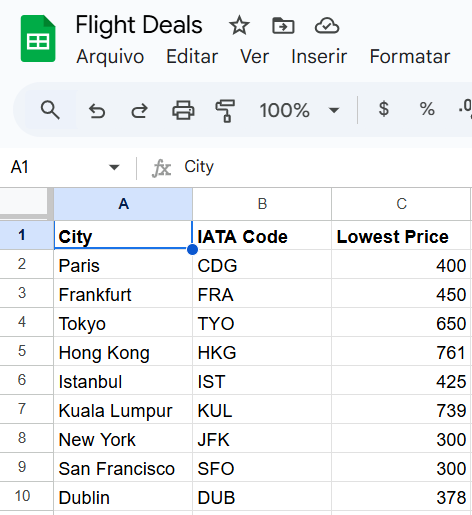 Flight Deals
Arquivo Editar Ver Inserir Formatar
100% $ % .0
A1 fx City
A B C
1 City IATA Code Lowest Price
2 Paris CDG 400
3 Frankfurt FRA 450
4 Tokyo TYO 650
5 Hong Kong HKG 761
6 Istanbul IST 425
7 Kuala Lumpur KUL 739
8 New York JFK 300
9 San Francisco SFO 300
10 Dublin DUB 378